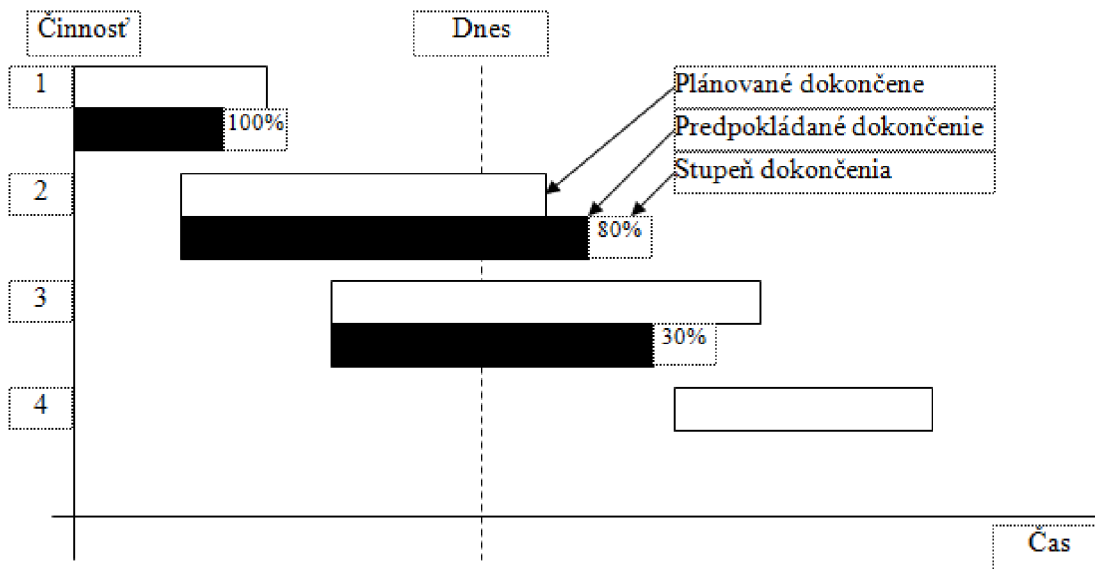 Činnosť
Dnes
1
100%
Plánované dokončene
Predpokládané dokončenie
Stupeň dokončenia
2
80%
3
30%
4
Čas